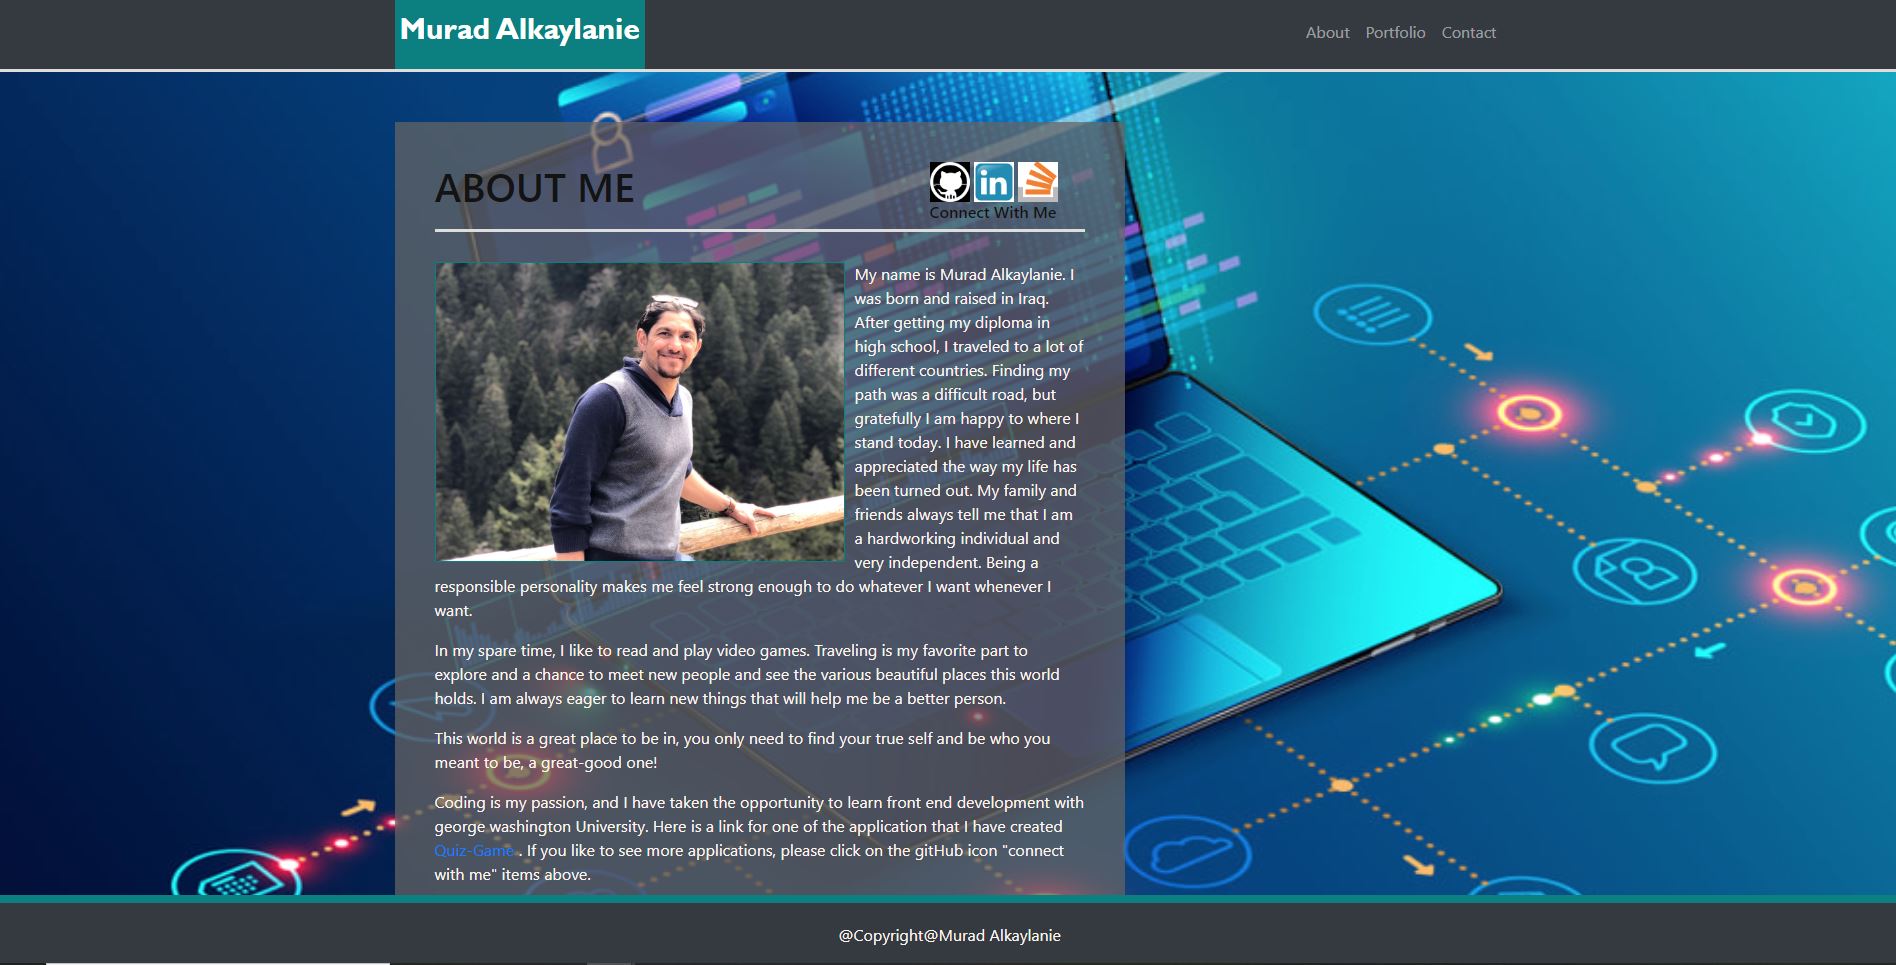 Murad Alkaylanie
About Portfolio Contact
ABOUT ME
in
Connect With Me
My name is Murad Alkaylanie. I
was born and raised in Iraq.
After getting my diploma in
high school, I traveled to a lot of
different countries. Finding my
path was a difficult road, but
gratefully I am happy to where I
stand today. I have learned and
appreciated the way my life has
been turned out. My family and
friends always tell me that I am
a hardworking individual and
very independent. Being a
responsible personality makes me feel strong enough to do whatever I want whenever I
want.
In my spare time, I like to read and play video games. Traveling is my favorite part to
explore and a chance to meet new people and see the various beautiful places this world
holds. I am always eager to learn new things that will help me be a better person.
This world is a great place to be in, you only need to find your true self and be who you
meant to be, a great-good one!
Coding is my passion, and I have taken the opportunity to learn front end development with
george washington University. Here is a link for one of the application that I have created
Quiz-Game . If you like to see more applications, please click on the gitHub icon "connect
with me" items above.
@Copyright@Murad Alkaylanie